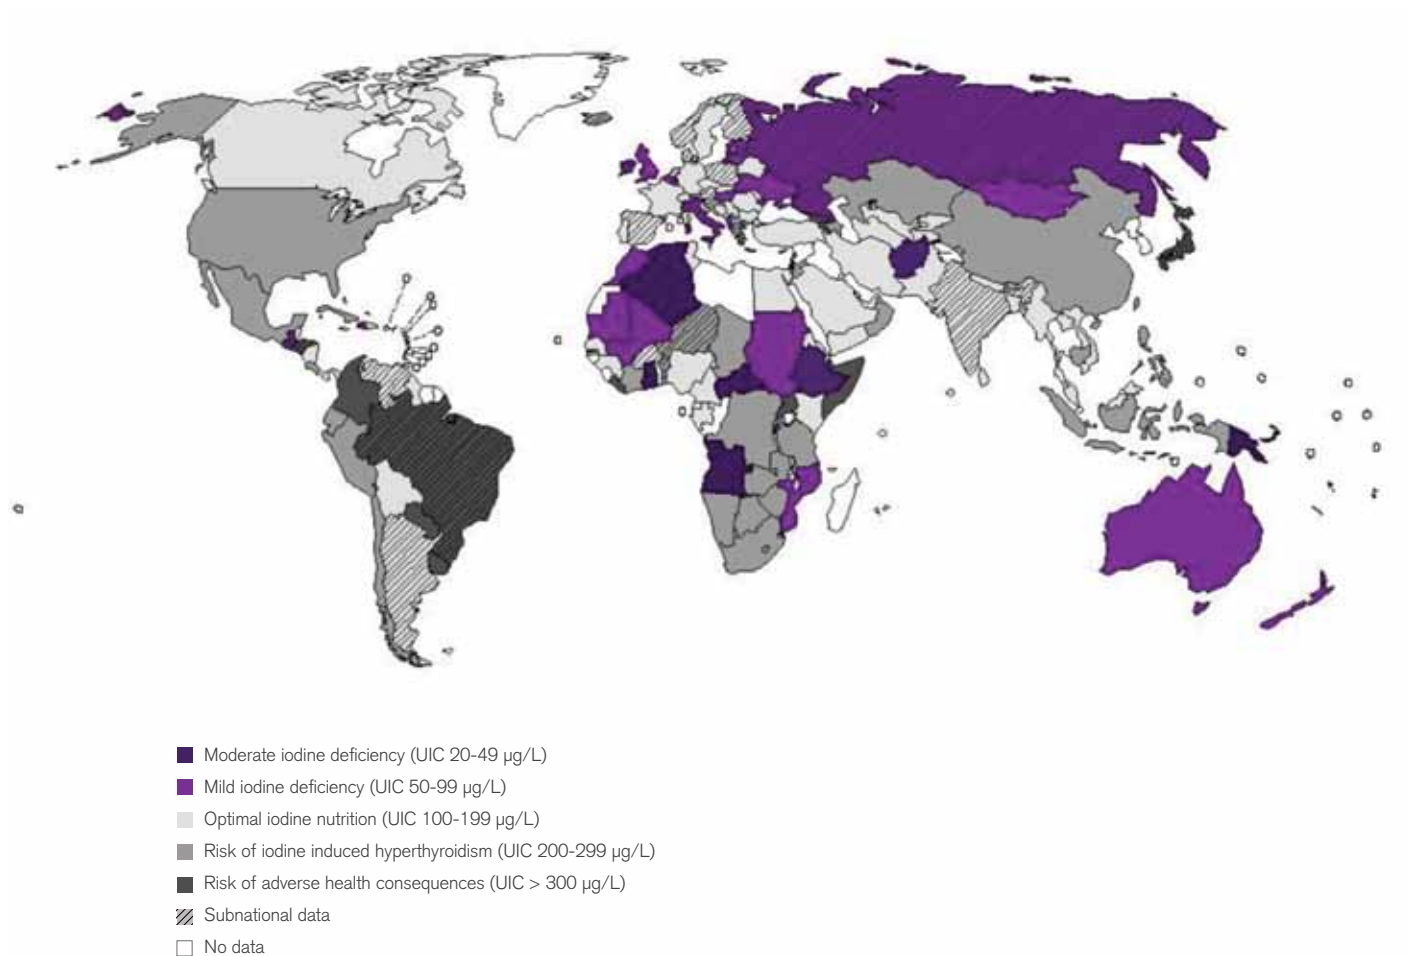 Moderate iodine deficiency (UIC 20-49 µg/L)
Mild iodine deficiency (UIC 50-99 µg/L)
Optimal iodine nutrition (UIC 100-199 µg/L)
Risk of iodine induced hyperthyroidism (UIC 200-299 µg/L)
Risk of adverse health consequences (UIC > 300 µg/L)
Subnational data
No data